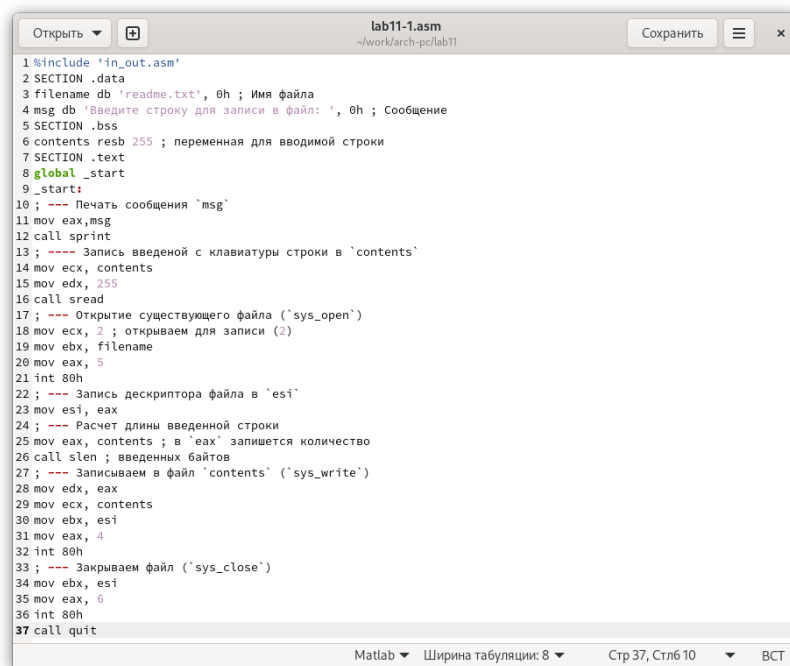 Открыть
lab11-1.asm
~/work/arch-pc/lab11
Сохранить
1 %include 'in_out.asm'
2 SECTION .data
3 filename db 'readme.txt', 0h ; Имя файла
4 msg db 'Введите строку для записи в файл: ', 0h ; Сообщение
5 SECTION .bss
6 contents resb 255 ; переменная для вводимой строки
7 SECTION .text
8 global _start
9 _start:
10 ; --- Печать сообщения `msg`
11 mov eax,msg
12 call sprint
13 ; ---- Запись введеной с клавиатуры строки в `contents`
14 mov ecx, contents
15 mov edx, 255
16 call sread
17 ; --- Открытие существующего файла (`sys_open`)
18 mov ecx, 2 ; открываем для записи (2)
19 mov ebx, filename
20 mov eax, 5
21 int 80h
22 ; --- Запись дескриптора файла в `esi`
23 mov esi, eax
24 ; --- Расчет длины введенной строки
25 mov eax, contents ; в `eax` запишется количество
26 call slen ; введенных байтов
27 ; --- Записываем в файл `contents` (`sys_write`)
28 mov edx, eax
29 mov ecx, contents
30 mov ebx, esi
31 mov eax, 4
32 int 80h
33 ; --- Закрываем файл (`sys_close`)
34 mov ebx, esi
35 mov eax, 6
36 int 80h
37 call quit
Matlab Ширина табуляции: 8 Стр 37, Стлб 10 ВСТ